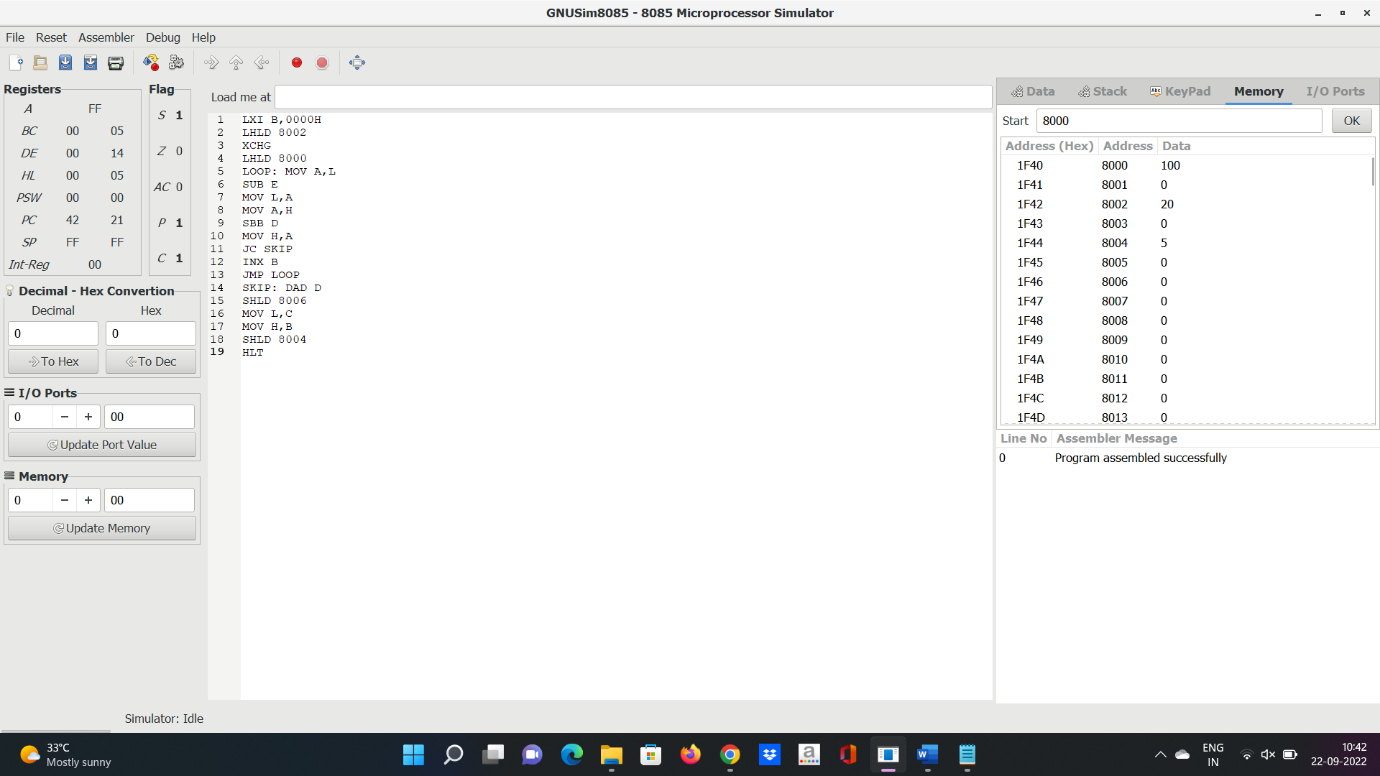 GNUSim8085 - 8085 Microprocessor Simulator
File Reset Assembler Debug Help
Registers
A FF
BC 00 05
DE 00 14
HL 00 05
PSW 00 00
PC 42 21
SP FF FF
Int-Reg 00
Flag
S 1
Z 0
AC 0
P 1
C 1
Decimal - Hex Convertion
Decimal Hex
0 0
To Hex To Dec
I/O Ports
0 − + 00
Update Port Value
Memory
0 − + 00
Update Memory
Load me at
1 LXI B,0000H
2 LHLD 8002
3 XCHG
4 LHLD 8000
5 LOOP: MOV A,L
6 SUB E
7 MOV L,A
8 MOV A,H
9 SBB D
10 MOV H,A
11 JC SKIP
12 INX B
13 JMP LOOP
14 SKIP: DAD D
15 SHLD 8006
16 MOV L,C
17 MOV H,B
18 SHLD 8004
19 HLT
Data Stack KeyPad Memory I/O Ports
Start 8000 OK
Address (Hex) Address Data
1F40 8000 100
1F41 8001 0
1F42 8002 20
1F43 8003 0
1F44 8004 5
1F45 8005 0
1F46 8006 0
1F47 8007 0
1F48 8008 0
1F49 8009 0
1F4A 8010 0
1F4B 8011 0
1F4C 8012 0
1F4D 8013 0
Line No Assembler Message
0 Program assembled successfully
Simulator: Idle
33°C
Mostly sunny
ENG
IN
10:42
22-09-2022